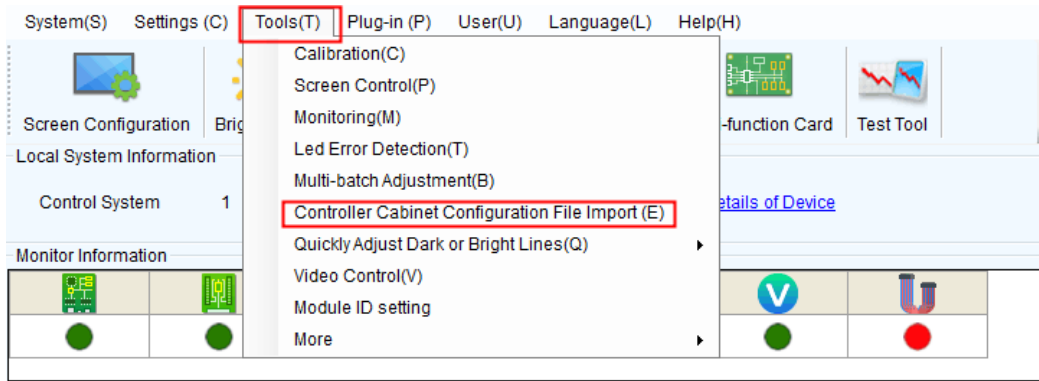 System(S) Settings (C) Tools(T) Plug-in (P) User(U) Language(L) Help(H)
Calibration(C)
Screen Control(P)
Monitoring(M)
Led Error Detection(T)
Multi-batch Adjustment(B)
Controller Cabinet Configuration File Import (E)
Quickly Adjust Dark or Bright Lines(Q)
Video Control(V)
Module ID setting
More
Screen Configuration Brig -function Card Test Tool
Local System Information
Control System 1 etails of Device
Monitor Information